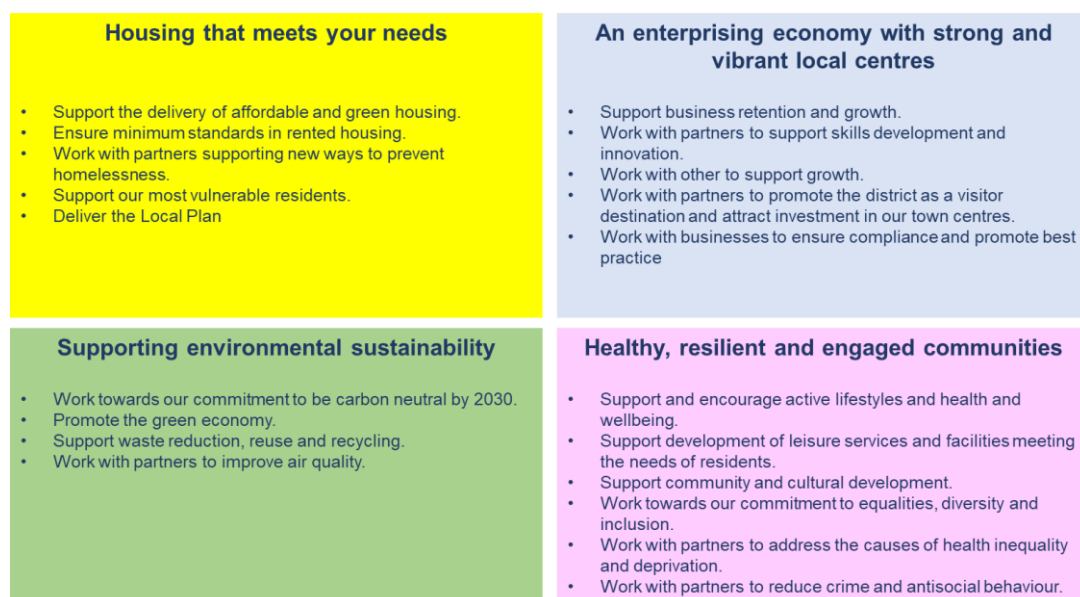 Housing that meets your needs
• Support the delivery of affordable and green housing.
• Ensure minimum standards in rented housing.
• Work with partners supporting new ways to prevent
homelessness.
• Support our most vulnerable residents.
• Deliver the Local Plan
An enterprising economy with strong and
vibrant local centres
• Support business retention and growth.
• Work with partners to support skills development and
innovation.
• Work with other to support growth.
• Work with partners to promote the district as a visitor
destination and attract investment in our town centres.
• Work with businesses to ensure compliance and promote best
practice
Supporting environmental sustainability
• Work towards our commitment to be carbon neutral by 2030.
• Promote the green economy.
• Support waste reduction, reuse and recycling.
• Work with partners to improve air quality.
Healthy, resilient and engaged communities
• Support and encourage active lifestyles and health and
wellbeing.
• Support development of leisure services and facilities meeting
the needs of residents.
• Support community and cultural development.
• Work towards our commitment to equalities, diversity and
inclusion.
• Work with partners to address the causes of health inequality
and deprivation.
• Work with partners to reduce crime and antisocial behaviour.